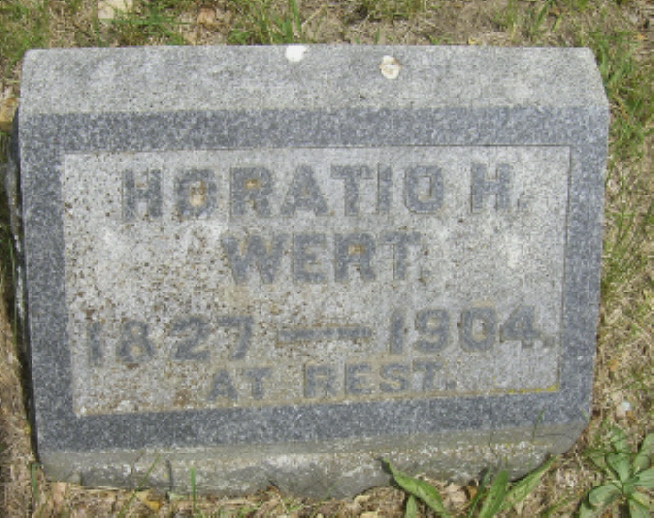 HORATIO H.
WERT.
1827 — 1904.
AT REST.